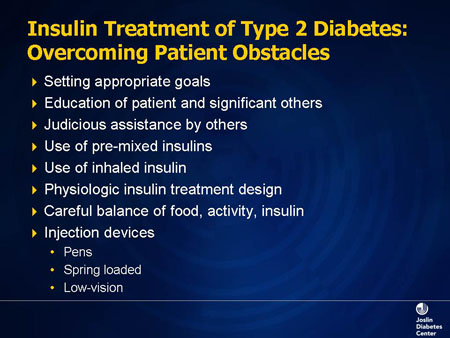 Insulin Treatment of Type 2 Diabetes:
Overcoming Patient Obstacles
Setting appropriate goals
Education of patient and significant others
Judicious assistance by others
Use of pre-mixed insulins
Use of inhaled insulin
Physiologic insulin treatment design
Careful balance of food, activity, insulin
Injection devices
• Pens
• Spring loaded
• Low-vision
Joslin
Diabetes
Center